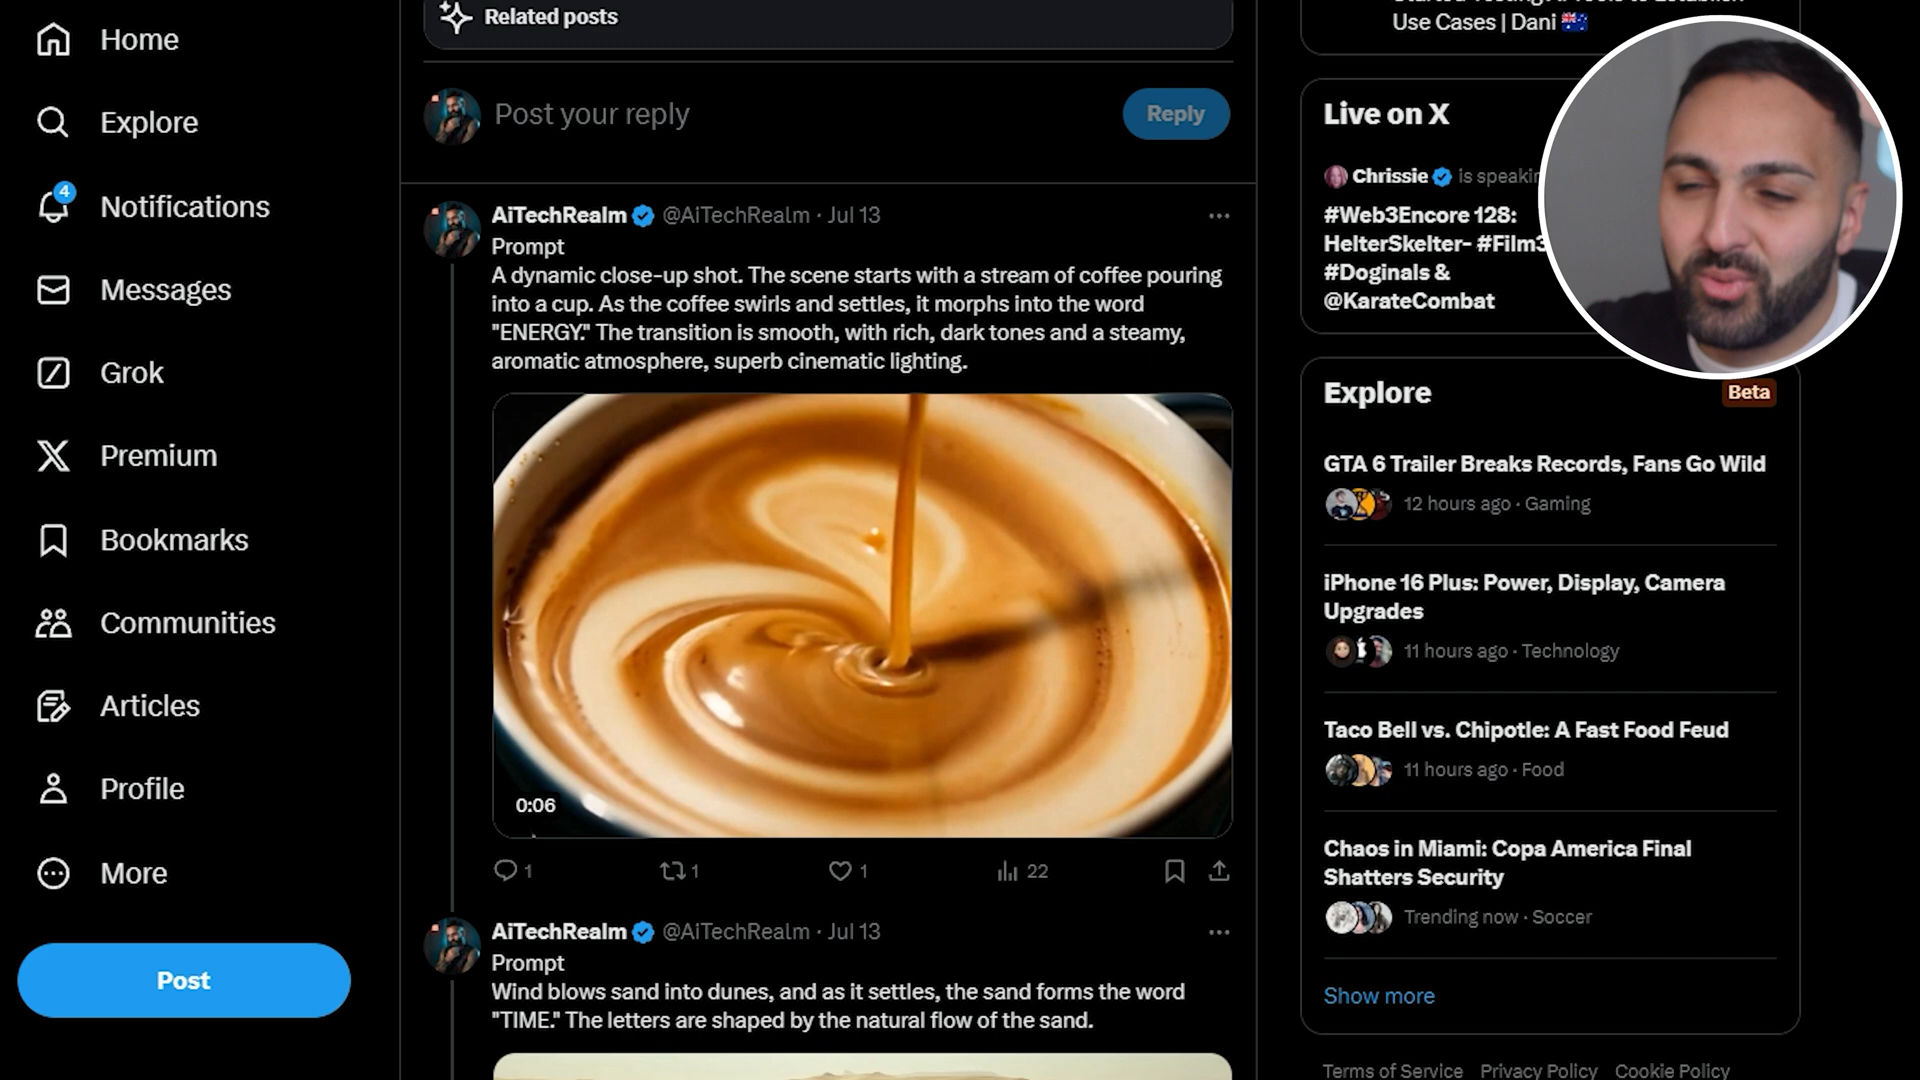 Home
Explore
4
Notifications
Messages
Grok
Premium
Bookmarks
Communities
Articles
Profile
More
Post
Related posts
Post your reply
Reply
AiTechRealm @AiTechRealm · Jul 13
Prompt
A dynamic close-up shot. The scene starts with a stream of coffee pouring
into a cup. As the coffee swirls and settles, it morphs into the word
"ENERGY." The transition is smooth, with rich, dark tones and a steamy,
aromatic atmosphere, superb cinematic lighting.
0:06
1
1
1
22
AiTechRealm @AiTechRealm · Jul 13
Prompt
Wind blows sand into dunes, and as it settles, the sand forms the word
"TIME." The letters are shaped by the natural flow of the sand.
Use Cases | Dani
Live on X
Chrissie is speakin
#Web3Encore 128:
HelterSkelter- #Film3
#Doginals &
@KarateCombat
Explore
Beta
GTA 6 Trailer Breaks Records, Fans Go Wild
12 hours ago · Gaming
iPhone 16 Plus: Power, Display, Camera
Upgrades
11 hours ago · Technology
Taco Bell vs. Chipotle: A Fast Food Feud
11 hours ago · Food
Chaos in Miami: Copa America Final
Shatters Security
Trending now · Soccer
Show more
Terms of Service Privacy Policy Cookie Policy